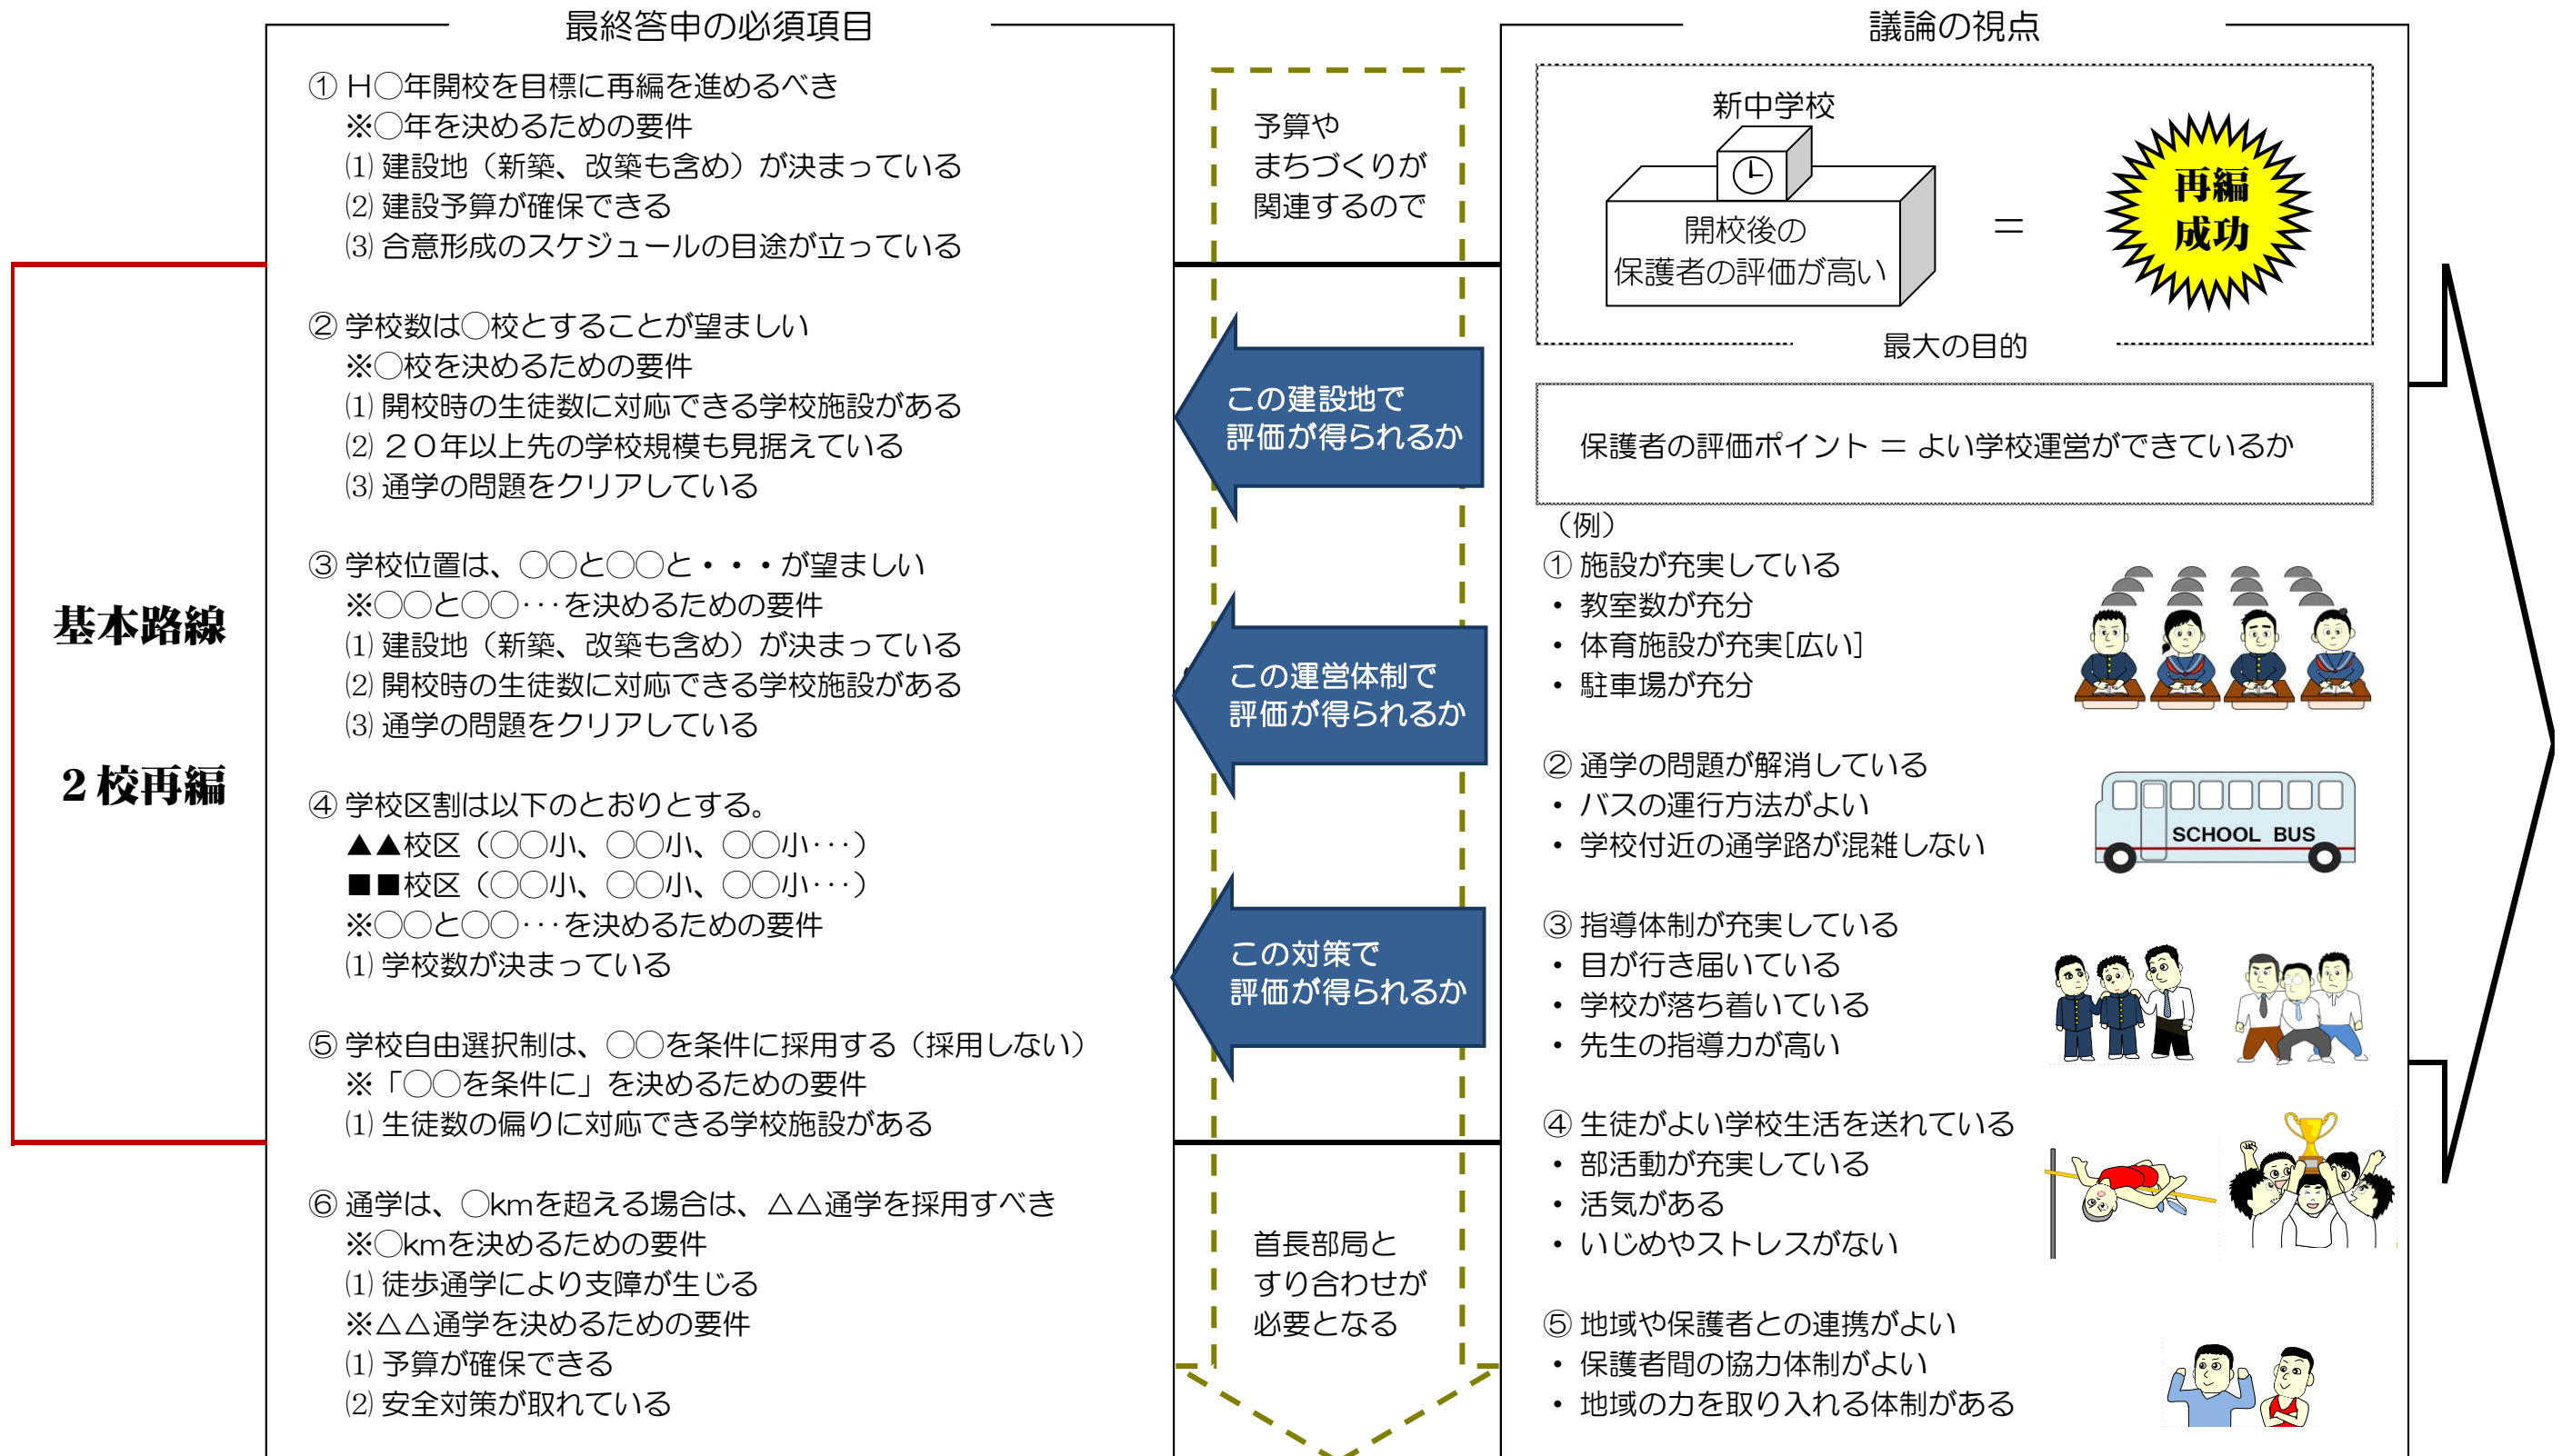 最終答申の必須項目
① H○年開校を目標に再編を進めるべき
※○年を決めるための要件
⑴ 建設地（新築、改築も含め）が決まっている
⑵ 建設予算が確保できる
⑶ 合意形成のスケジュールの目途が立っている
② 学校数は○校とすることが望ましい
※○校を決めるための要件
⑴ 開校時の生徒数に対応できる学校施設がある
⑵ ２０年以上先の学校規模も見据えている
⑶ 通学の問題をクリアしている
③ 学校位置は、○○と○○と・・・が望ましい
※○○と○○･･･を決めるための要件
⑴ 建設地（新築、改築も含め）が決まっている
⑵ 開校時の生徒数に対応できる学校施設がある
⑶ 通学の問題をクリアしている
④ 学校区割は以下のとおりとする。
▲▲校区（○○小、○○小、○○小･･･）
■■校区（○○小、○○小、○○小･･･）
※○○と○○･･･を決めるための要件
⑴ 学校数が決まっている
⑤ 学校自由選択制は、○○を条件に採用する（採用しない）
※「○○を条件に」を決めるための要件
⑴ 生徒数の偏りに対応できる学校施設がある
⑥ 通学は、○kmを超える場合は、△△通学を採用すべき
※○kmを決めるための要件
⑴ 徒歩通学により支障が生じる
※△△通学を決めるための要件
⑴ 予算が確保できる
⑵ 安全対策が取れている
基本路線
２校再編
予算や
まちづくりが
関連するので
この建設地で
評価が得られるか
この運営体制で
評価が得られるか
この対策で
評価が得られるか
首長部局と
すり合わせが
必要となる
議論の視点
新中学校
開校後の
保護者の評価が高い
＝
再編
成功
最大の目的
保護者の評価ポイント ＝ よい学校運営ができているか
（例）
① 施設が充実している
・ 教室数が充分
・ 体育施設が充実[広い]
・ 駐車場が充分
② 通学の問題が解消している
・ バスの運行方法がよい
・ 学校付近の通学路が混雑しない
SCHOOL BUS
③ 指導体制が充実している
・ 目が行き届いている
・ 学校が落ち着いている
・ 先生の指導力が高い
④ 生徒がよい学校生活を送れている
・ 部活動が充実している
・ 活気がある
・ いじめやストレスがない
⑤ 地域や保護者との連携がよい
・ 保護者間の協力体制がよい
・ 地域の力を取り入れる体制がある